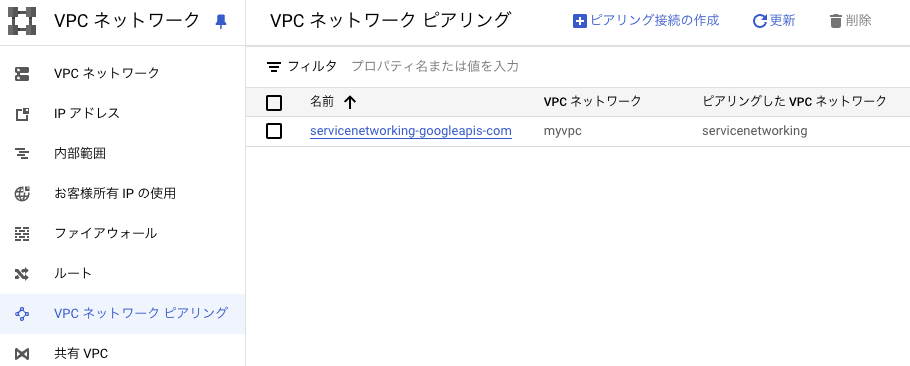 VPC ネットワーク
VPC ネットワーク ピアリング
ピアリング接続の作成
更新
削除
VPC ネットワーク
IP アドレス
内部範囲
お客様所有 IP の使用
ファイアウォール
ルート
VPC ネットワーク ピアリング
共有 VPC
フィルタ プロパティ名または値を入力
名前 VPC ネットワーク ピアリングした VPC ネットワーク
servicenetworking-googleapis-com myvpc servicenetworking